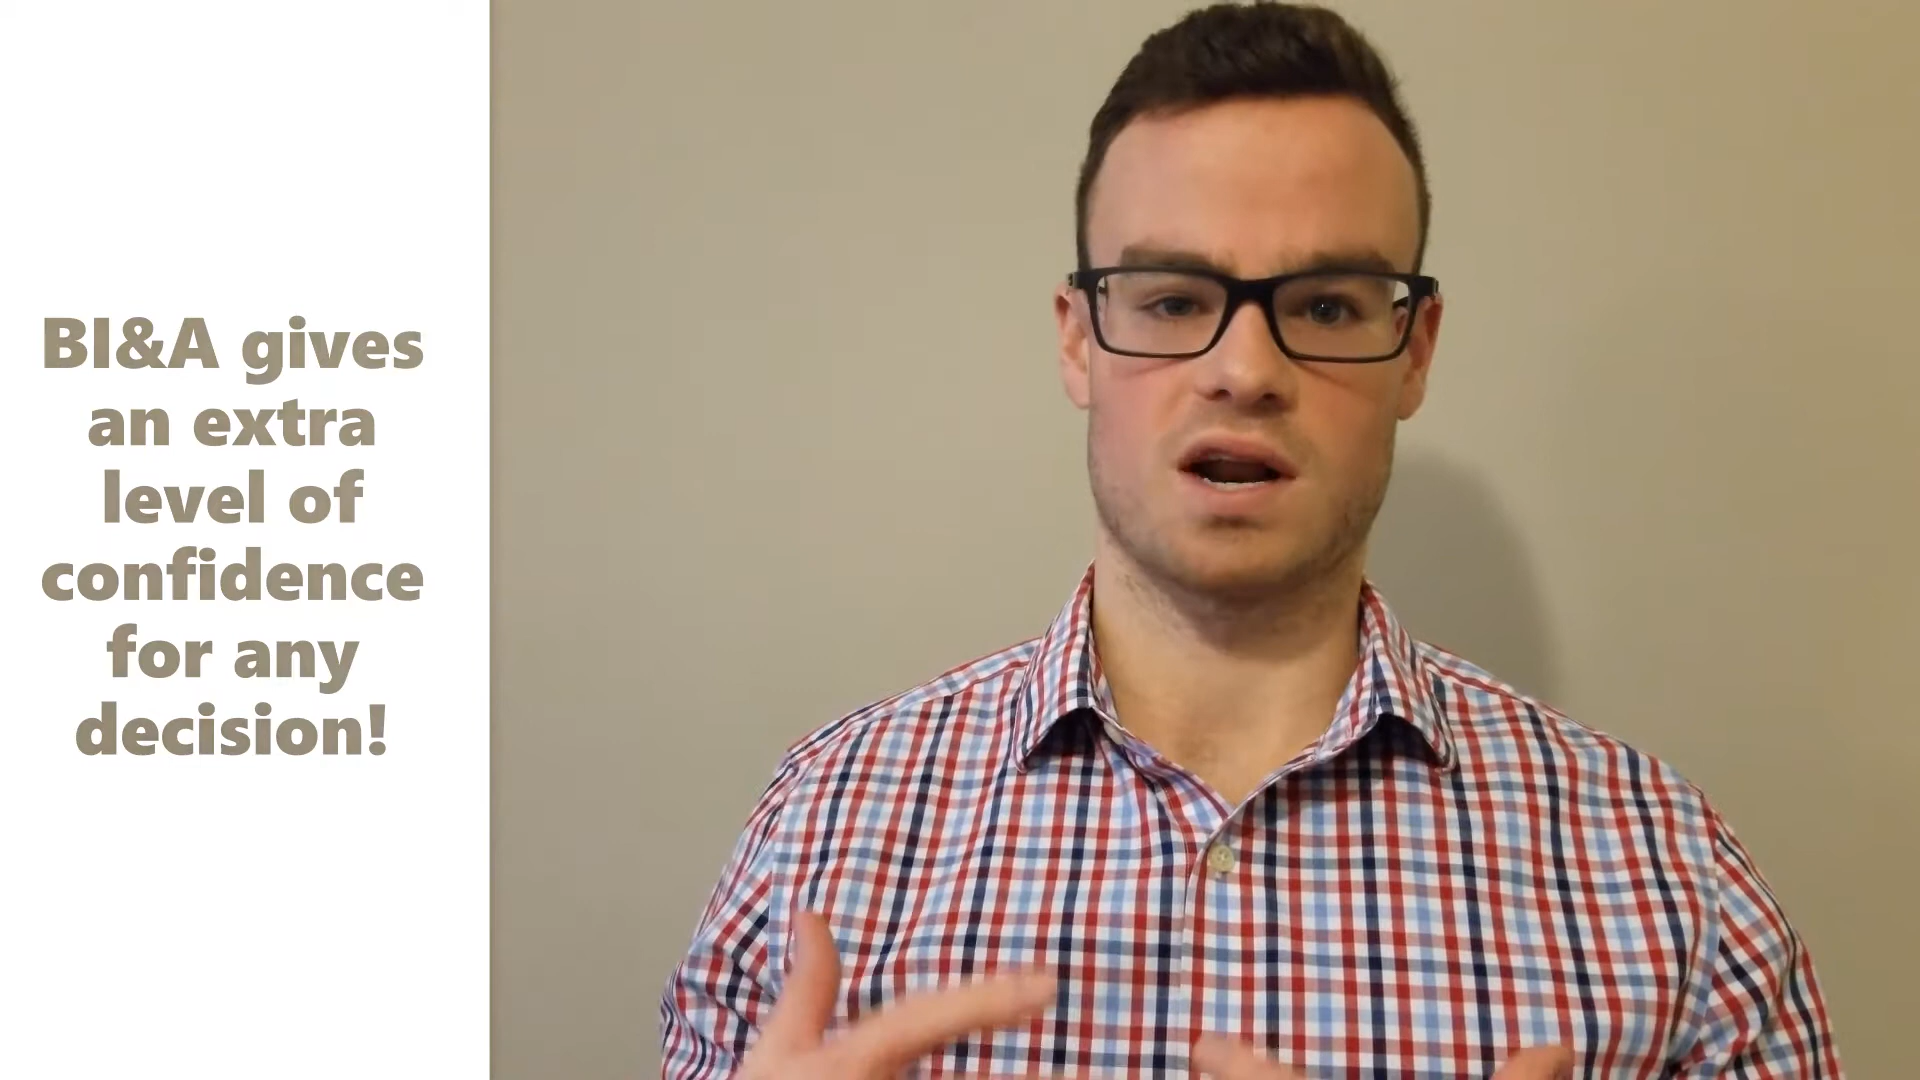 BI&A gives
an extra
level of
confidence
for any
decision!